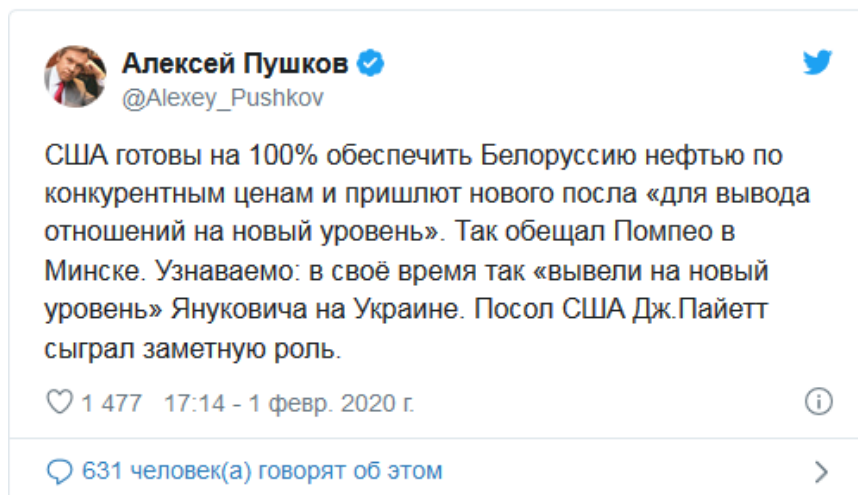 Алексей Пушков
@Alexey_Pushkov
США готовы на 100% обеспечить Белоруссию нефтью по
конкурентным ценам и пришлют нового посла «для вывода
отношений на новый уровень». Так обещал Помпео в
Минске. Узнаваемо: в своё время так «вывели на новый
уровень» Януковича на Украине. Посол США Дж.Пайетт
сыграл заметную роль.
1 477 17:14 - 1 февр. 2020 г.
631 человек(а) говорят об этом